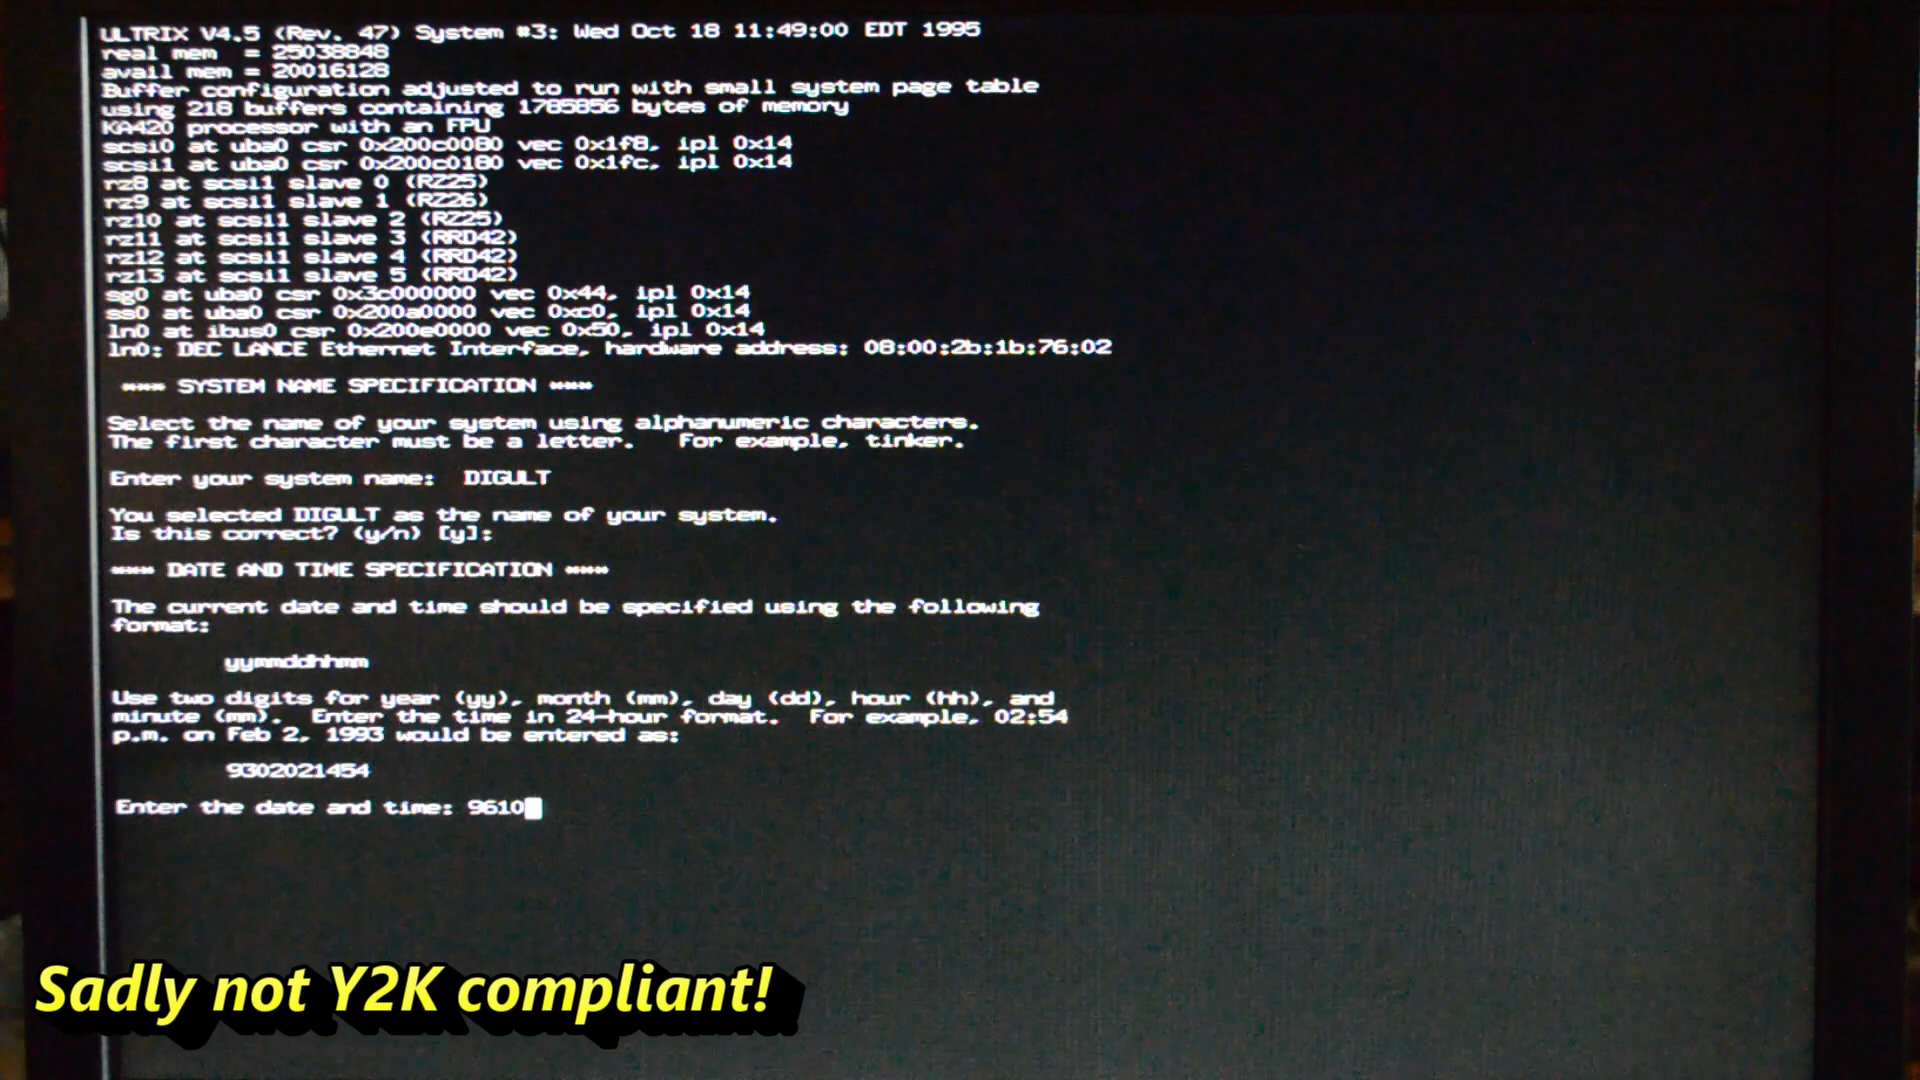 ULTRIX V4.5 (Rev. 47) System #3: Wed Oct 18 11:49:00 EDT 1995
real mem  = 25038848
avail mem = 20016128
Buffer configuration adjusted to run with small system page table
using 218 buffers containing 1785856 bytes of memory
KA420 processor with an FPU
scsi0 at uba0 csr 0x200c0080 vec 0x1f8, ipl 0x14
scsi1 at uba0 csr 0x200c0180 vec 0x1fc, ipl 0x14
rz8 at scsi1 slave 0 (RZ25)
rz9 at scsi1 slave 1 (RZ26)
rz10 at scsi1 slave 2 (RZ25)
rz11 at scsi1 slave 3 (RRD42)
rz12 at scsi1 slave 4 (RRD42)
rz13 at scsi1 slave 5 (RRD42)
sg0 at uba0 csr 0x3c000000 vec 0x44, ipl 0x14
ss0 at uba0 csr 0x200a0000 vec 0xc0, ipl 0x14
ln0 at ibus0 csr 0x200e0000 vec 0x50, ipl 0x14
ln0: DEC LANCE Ethernet Interface, hardware address: 08:00:2b:1b:76:02
*** SYSTEM NAME SPECIFICATION ***
Select the name of your system using alphanumeric characters.
The first character must be a letter.   For example, tinker.
Enter your system name:  DIGULT
You selected DIGULT as the name of your system.
Is this correct? (y/n) [y]:
*** DATE AND TIME SPECIFICATION ***
The current date and time should be specified using the following
format:
yymmddhhmm
Use two digits for year (yy), month (mm), day (dd), hour (hh), and
minute (mm).  Enter the time in 24-hour format.  For example, 02:54
p.m. on Feb 2, 1993 would be entered as:
9302021454
Enter the date and time: 9610
Sadly not Y2K compliant!